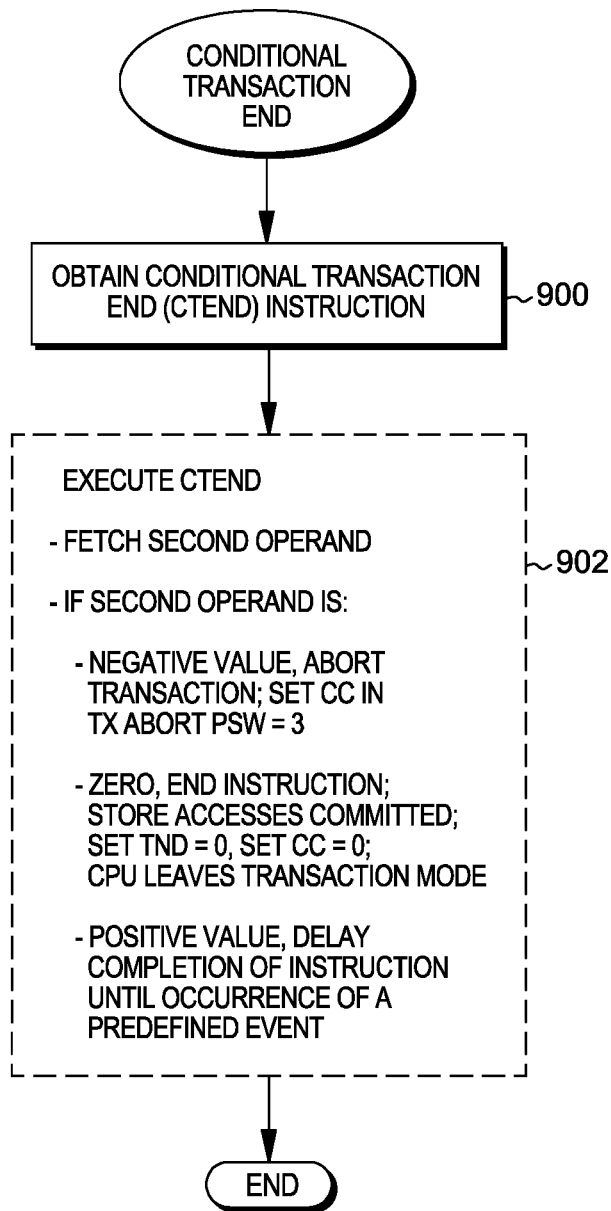 CONDITIONAL
TRANSACTION
END
OBTAIN CONDITIONAL TRANSACTION
END (CTEND) INSTRUCTION
900
EXECUTE CTEND
- FETCH SECOND OPERAND
902
- IF SECOND OPERAND IS:
- NEGATIVE VALUE, ABORT
TRANSACTION; SET CC IN
TX ABORT PSW = 3
- ZERO, END INSTRUCTION;
STORE ACCESSES COMMITTED;
SET TND = 0, SET CC = 0;
CPU LEAVES TRANSACTION MODE
- POSITIVE VALUE, DELAY
COMPLETION OF INSTRUCTION
UNTIL OCCURRENCE OF A
PREDEFINED EVENT
END